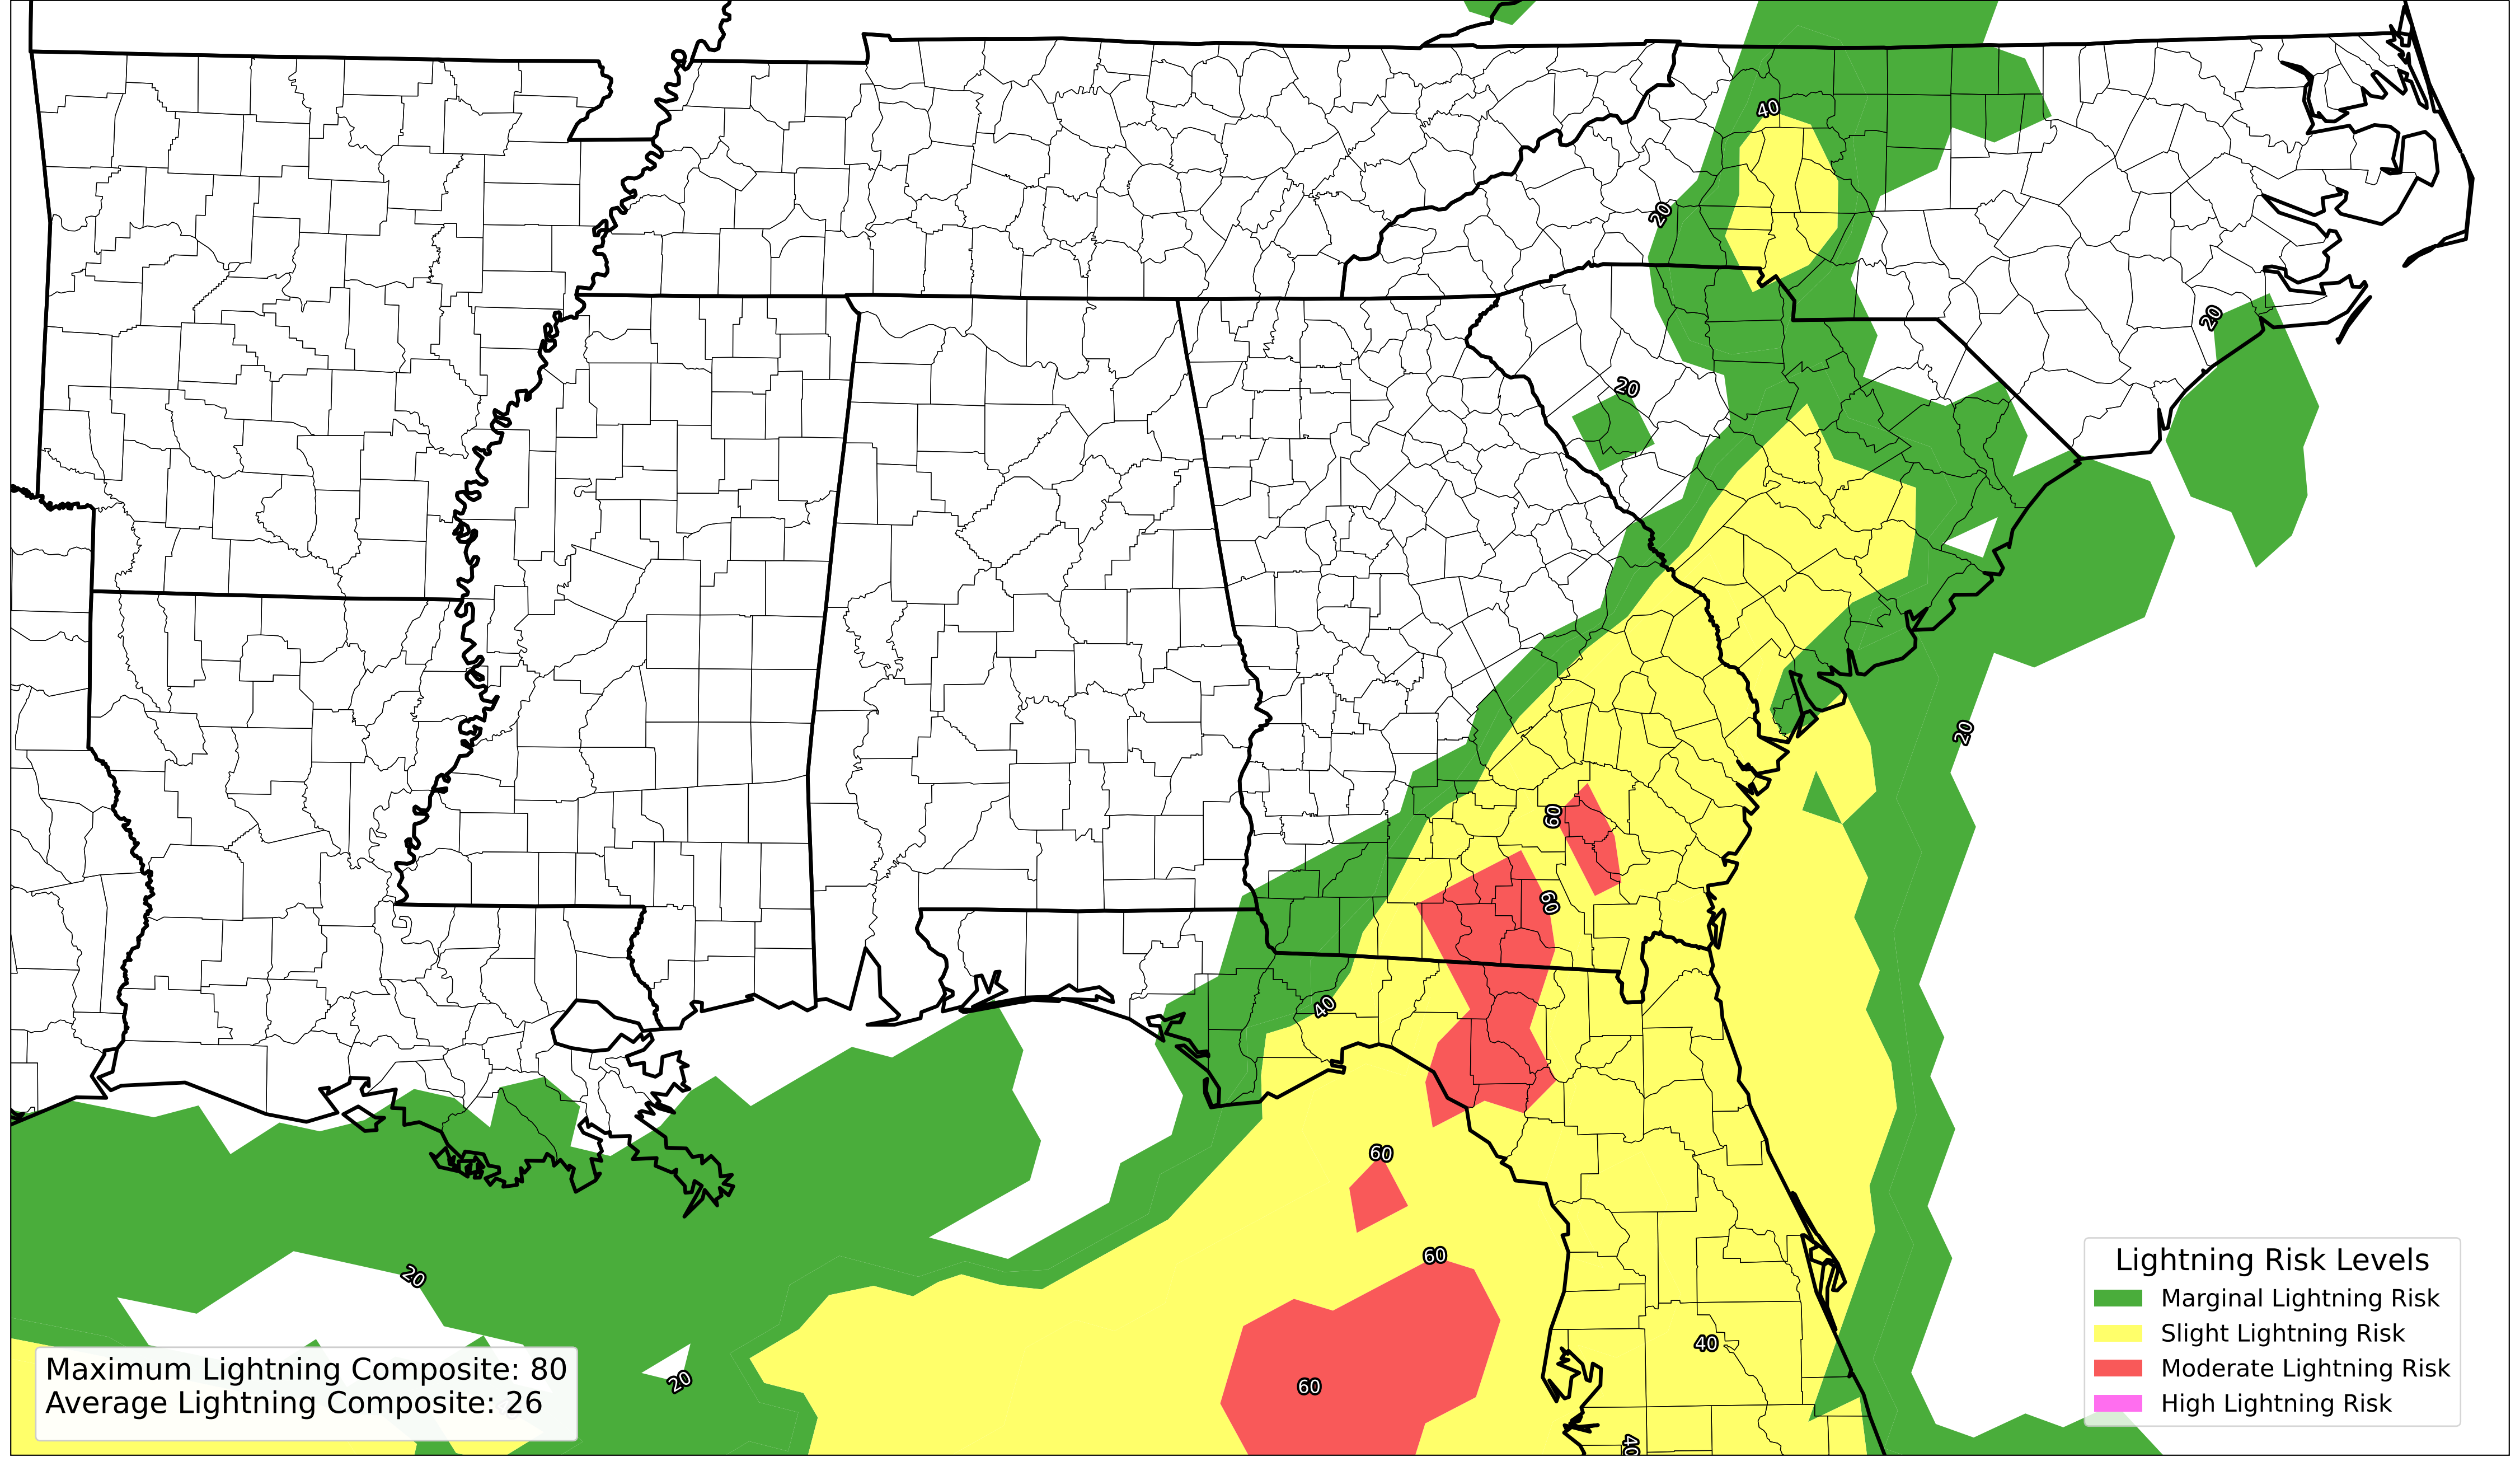 40
20
20
20
60
60
40
60
20
60
20
40
20
60
40
Lightning Risk Levels
Marginal Lightning Risk
Slight Lightning Risk
Moderate Lightning Risk
High Lightning Risk
Maximum Lightning Composite: 80
Average Lightning Composite: 26